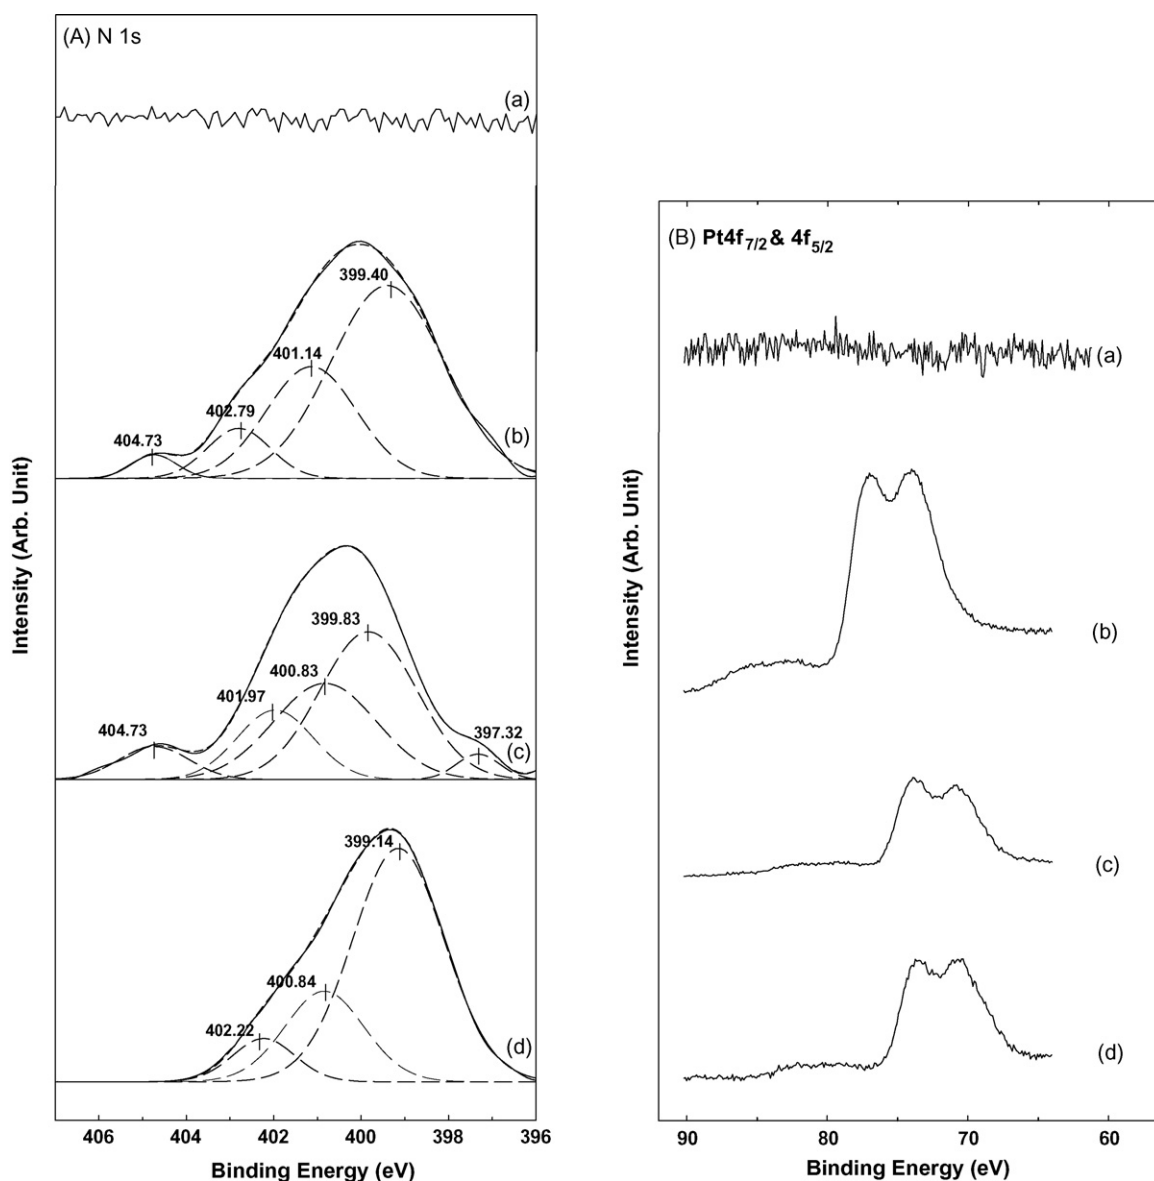 (A) N 1s
(a)
399.40
401.14
402.79
404.73
(b)
399.83
400.83
401.97
404.73
397.32
(c)
399.14
400.84
402.22
(d)
406 404 402 400 398 396
Binding Energy (eV)
Intensity (Arb. Unit)
(B) Pt4f7/2 & 4f5/2
(a)
(b)
(c)
(d)
90 80 70 60
Binding Energy (eV)
Intensity (Arb. Unit)